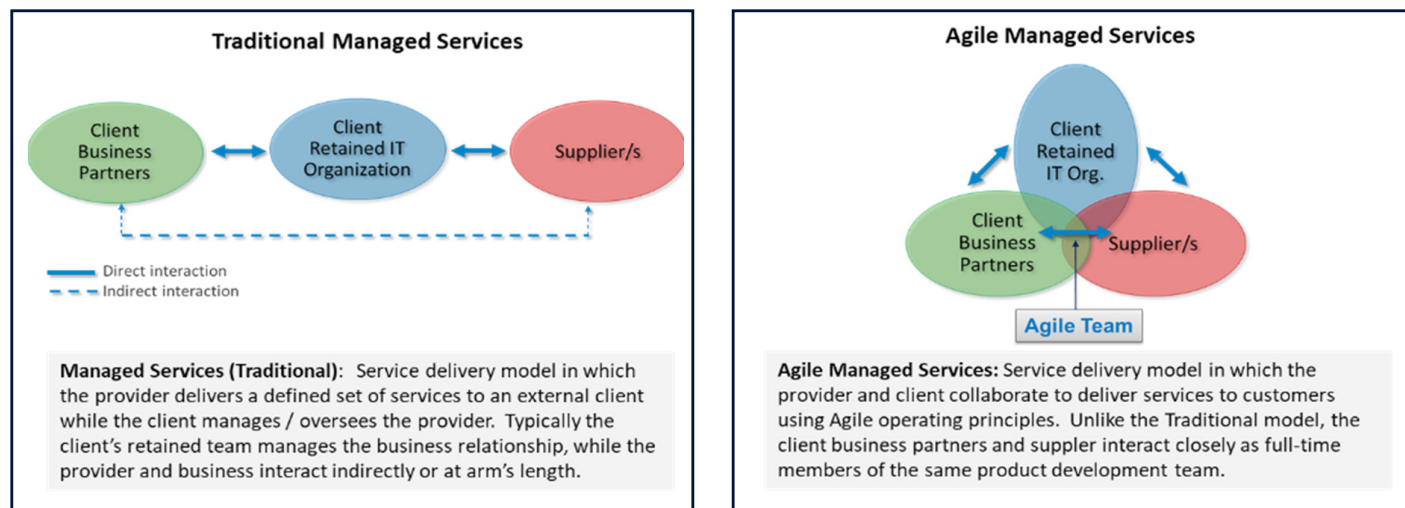 Traditional Managed Services
Client
Business
Partners
Client
Retained IT
Organization
Supplier/s
Direct interaction
Indirect interaction
Managed Services (Traditional): Service delivery model in which
the provider delivers a defined set of services to an external client
while the client manages / oversees the provider. Typically the
client's retained team manages the business relationship, while the
provider and business interact indirectly or at arm's length.
Agile Managed Services
Client
Retained
IT Org.
Client
Business
Partners
Supplier/s
Agile Team
Agile Managed Services: Service delivery model in which the
provider and client collaborate to deliver services to customers
using Agile operating principles. Unlike the Traditional model, the
client business partners and suppler interact closely as full-time
members of the same product development team.